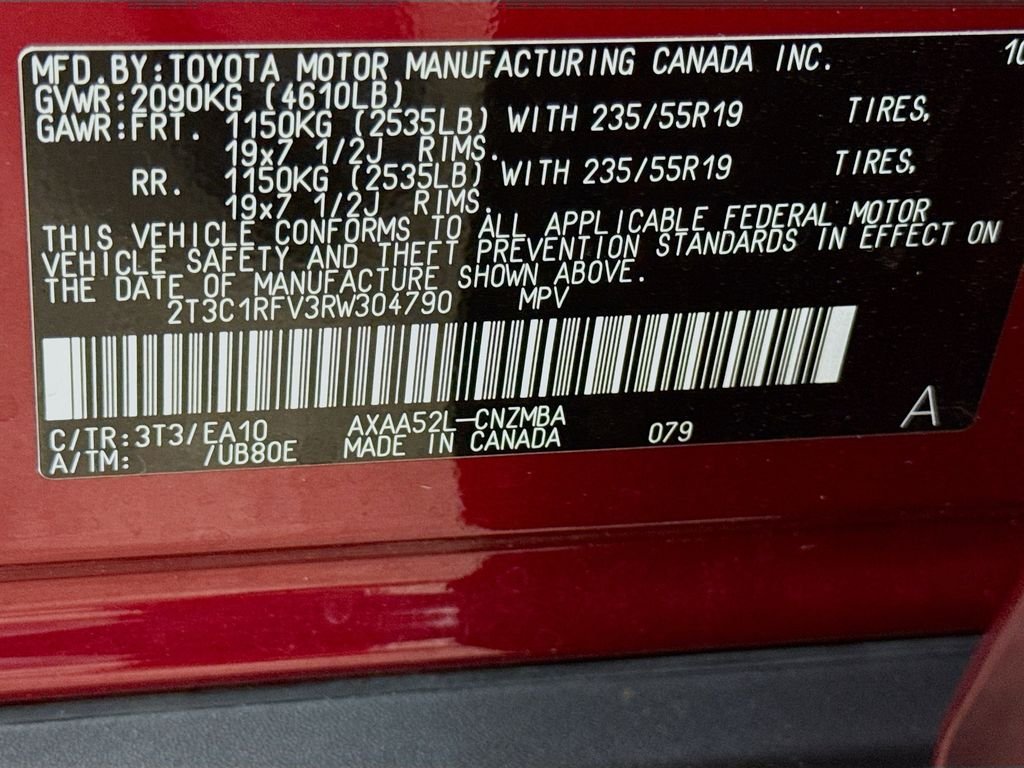 MFD.BY:TOYOTA MOTOR MANUFACTURING CANADA INC. 10
GVWR:2090KG (4610LB)
GAWR:FRT. 1150KG (2535LB) WITH 235/55R19 TIRES,
19x7 1/2J RIMS.
RR. 1150KG (2535LB) WITH 235/55R19 TIRES,
19x7 1/2J RIMS.
THIS VEHICLE CONFORMS TO ALL APPLICABLE FEDERAL MOTOR
VEHICLE SAFETY AND THEFT PREVENTION STANDARDS IN EFFECT ON
THE DATE OF MANUFACTURE SHOWN ABOVE.
2T3C1RFV3RW304790 MPV
C/TR:3T3/EA10 AXAA52L-CNZMBA 079 A
A/TM: /UB80E MADE IN CANADA